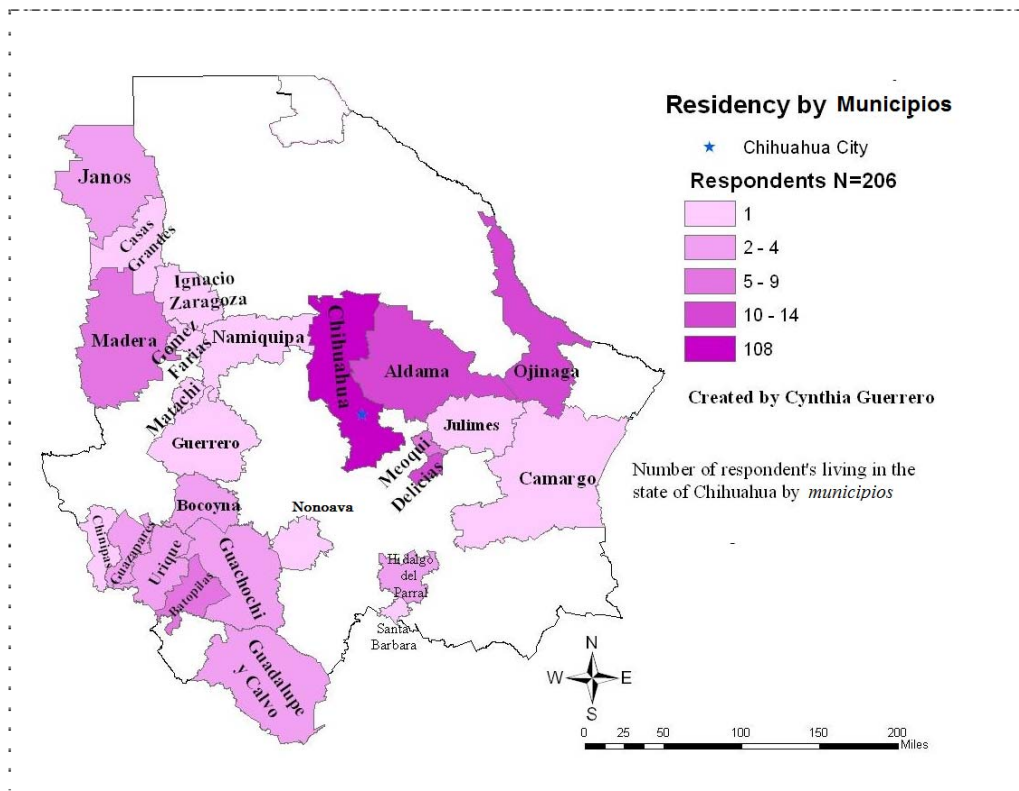 Residency by Municipios
Chihuahua City
Respondents N=206
1
2 - 4
5 - 9
10 - 14
108
Created by Cynthia Guerrero
Number of respondent's living in the
state of Chihuahua by municipios
Janos
Casas
Grandes
Ignacio
Zaragoza
Madera
Gomez
Farias
Namiquipa
Chihuahua
Aldama
Ojinaga
Matachi
Guerrero
Julimes
Meoqui
Delicias
Camargo
Bocoyna
Nonoava
Chinipas
Guazapares
Urique
Batopilas
Guachochi
Hidalgo
del
Parral
Santa
Barbara
Guadalupe
y Calvo
N
W E
S
0 25 50 100 150 200
Miles